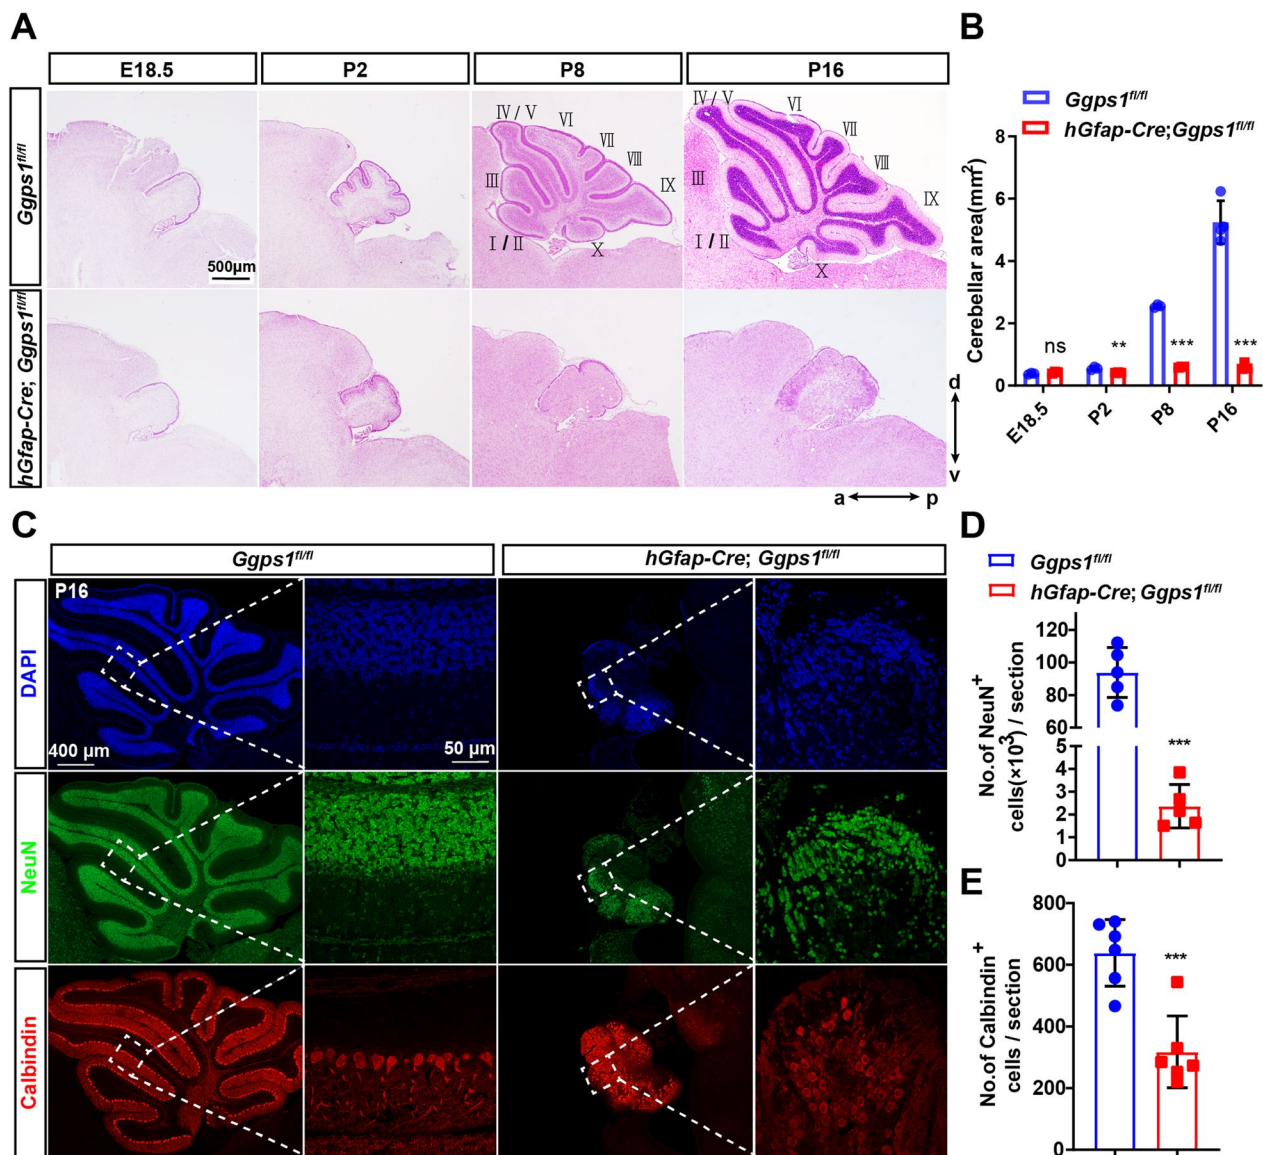 A
E18.5
P2
P8
P16
Ggps1fl/fl
IV / V
VI
VII
VIII
IX
III
I / II
X
500µm
IV / V
VI
VII
VIII
IX
III
I / II
X
hGfap-Cre; Ggps1fl/fl
d
v
a
p
B
Ggps1fl/fl
hGfap-Cre;Ggps1fl/fl
Cerebellar area(mm2)
8
6
4
2
0
ns
**
***
***
E18.5
P2
P8
P16
C
Ggps1fl/fl
hGfap-Cre; Ggps1fl/fl
P16
DAPI
400 µm
50 µm
NeuN
Calbindin
D
Ggps1fl/fl
hGfap-Cre; Ggps1fl/fl
No.of NeuN+
cells(×103) / section
120
100
80
60
5
4
3
2
1
0
***
E
No.of Calbindin+
cells / section
800
600
400
200
0
***